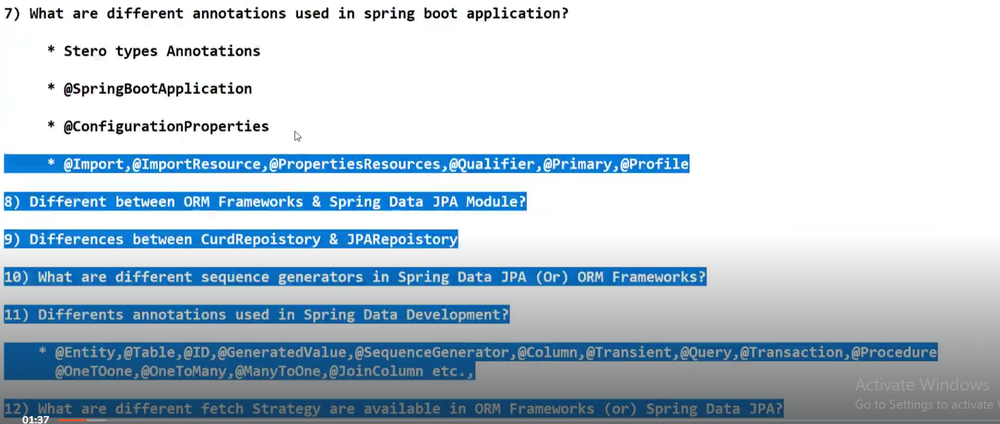 7) What are different annotations used in spring boot application?
* Stero types Annotations
* @SpringBootApplication
* @ConfigurationProperties
* @Import,@ImportResource,@PropertiesResources,@Qualifier,@Primary,@Profile
8) Different between ORM Frameworks & Spring Data JPA Module?
9) Differences between CurdRepoistory & JPARepoistory
10) What are different sequence generators in Spring Data JPA (Or) ORM Frameworks?
11) Differents annotations used in Spring Data Development?
* @Entity,@Table,@ID,@GeneratedValue,@SequenceGenerator,@Column,@Transient,@Query,@Transaction,@Procedure
@OneTOone,@OneToMany,@ManyToOne,@JoinColumn etc.,
Activate Windows
Go to Settings to activate W
12) What are different fetch Strategy are available in ORM Frameworks (or) Spring Data JPA?
01:37